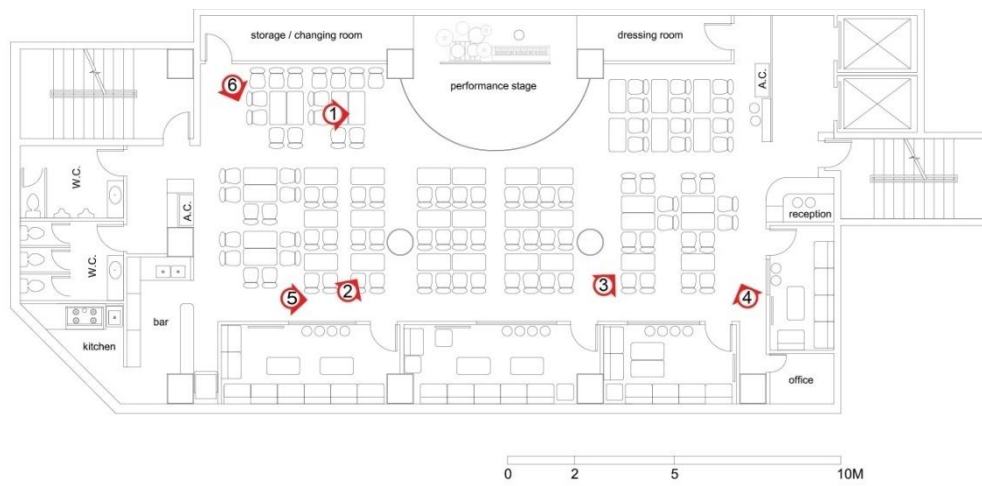 storage / changing room
dressing room
performance stage
6
1
A.C.
W.C.
A.C.
reception
W.C.
5
2
3
4
bar
kitchen
office
0 2 5 10M